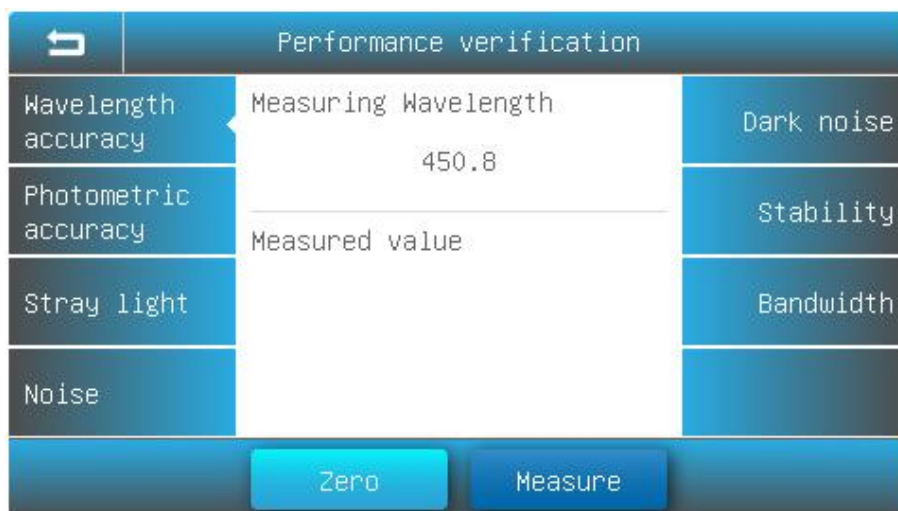 Performance verification
Wavelength
accuracy
Photometric
accuracy
Stray light
Noise
Measuring Wavelength
450.8
Measured value
Dark noise
Stability
Bandwidth
Zero
Measure